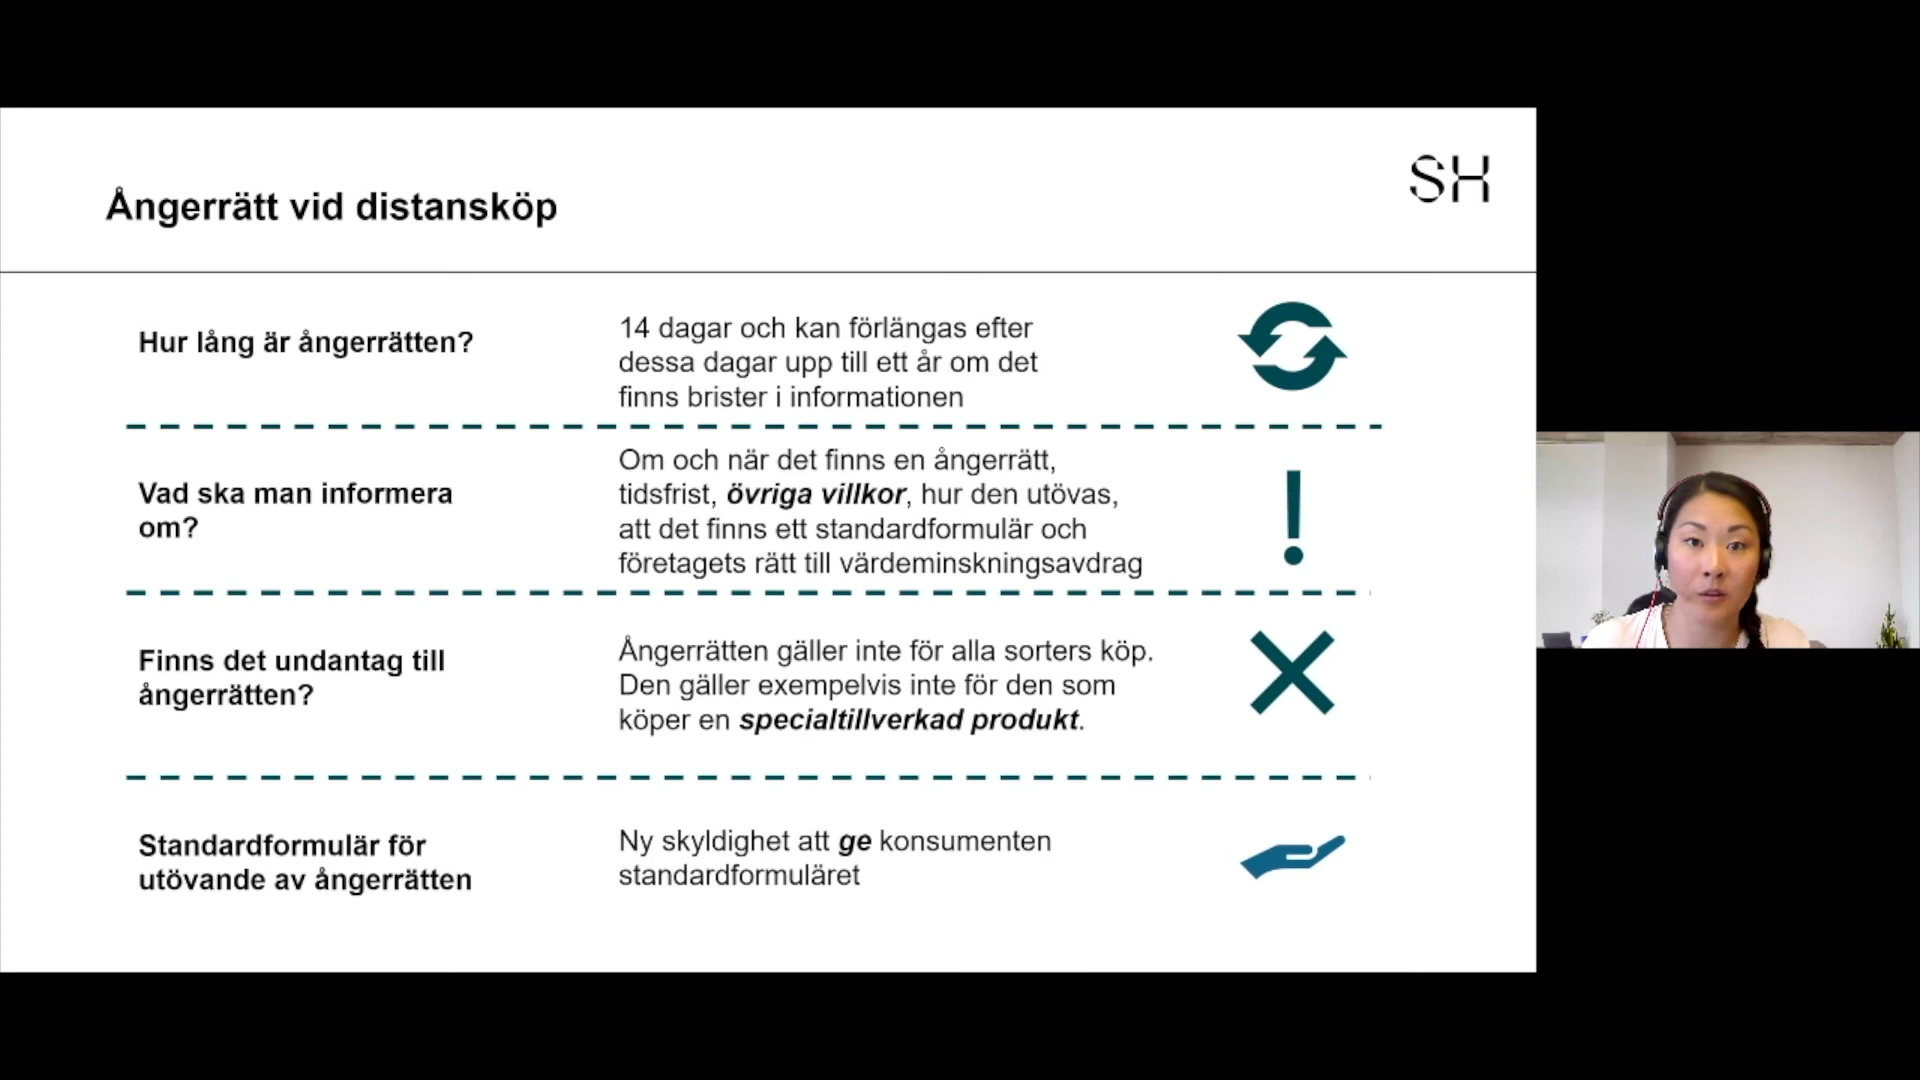 SH
Ångerrätt vid distansköp
Hur lång är ångerrätten?
14 dagar och kan förlängas efter
dessa dagar upp till ett år om det
finns brister i informationen
Vad ska man informera
om?
Om och när det finns en ångerrätt,
tidsfrist, övriga villkor, hur den utövas,
att det finns ett standardformulär och
företagets rätt till värdeminskningsavdrag
Finns det undantag till
ångerrätten?
Ångerrätten gäller inte för alla sorters köp.
Den gäller exempelvis inte för den som
köper en specialtillverkad produkt.
Standardformulär för
utövande av ångerrätten
Ny skyldighet att ge konsumenten
standardformuläret